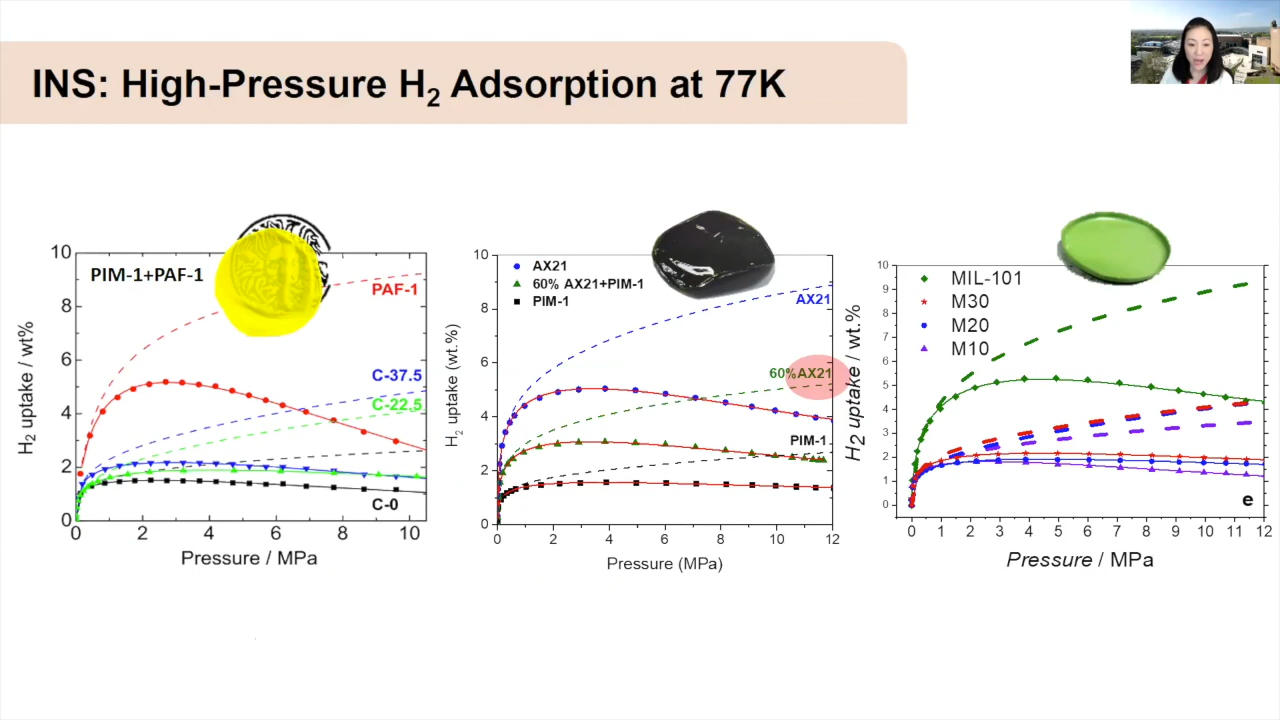 INS: High-Pressure H₂ Adsorption at 77K
PIM-1+PAF-1
PAF-1
C-37.5
C-22.5
C-0
H₂ uptake / wt%
10
8
6
4
2
0
0 2 4 6 8 10
Pressure / MPa
AX21
60% AX21+PIM-1
PIM-1
AX21
60%AX21
PIM-1
H₂ uptake (wt.%)
10
8
6
4
2
0
0 2 4 6 8 10 12
Pressure (MPa)
MIL-101
M30
M20
M10
e
H2 uptake / wt.%
10
9
8
7
6
5
4
3
2
1
0
0 1 2 3 4 5 6 7 8 9 10 11 12
Pressure / MPa